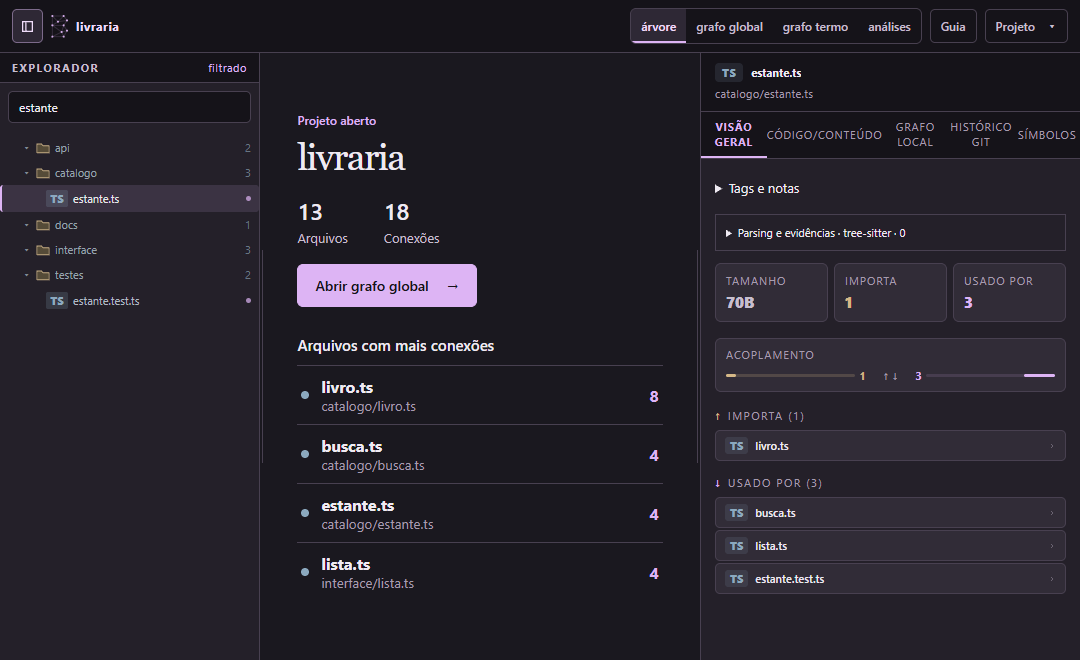 livraria
árvore
grafo global
grafo termo
análises
Guia
Projeto
EXPLORADOR
filtrado
estante
api 2
catalogo 3
TS estante.ts
docs 1
interface 3
testes 2
TS estante.test.ts
Projeto aberto
livraria
13 18
Arquivos Conexões
Abrir grafo global →
Arquivos com mais conexões
livro.ts
catalogo/livro.ts
8
busca.ts
catalogo/busca.ts
4
estante.ts
catalogo/estante.ts
4
lista.ts
interface/lista.ts
4
TS estante.ts
catalogo/estante.ts
VISÃO
GERAL
CÓDIGO/CONTEÚDO
GRAFO
LOCAL
HISTÓRICO
GIT
SÍMBOLOS
Tags e notas
Parsing e evidências · tree-sitter · 0
TAMANHO
70B
IMPORTA
1
USADO POR
3
ACOPLAMENTO
1 ↑↓ 3
↑ IMPORTA (1)
TS livro.ts ›
↓ USADO POR (3)
TS busca.ts ›
TS lista.ts ›
TS estante.test.ts ›